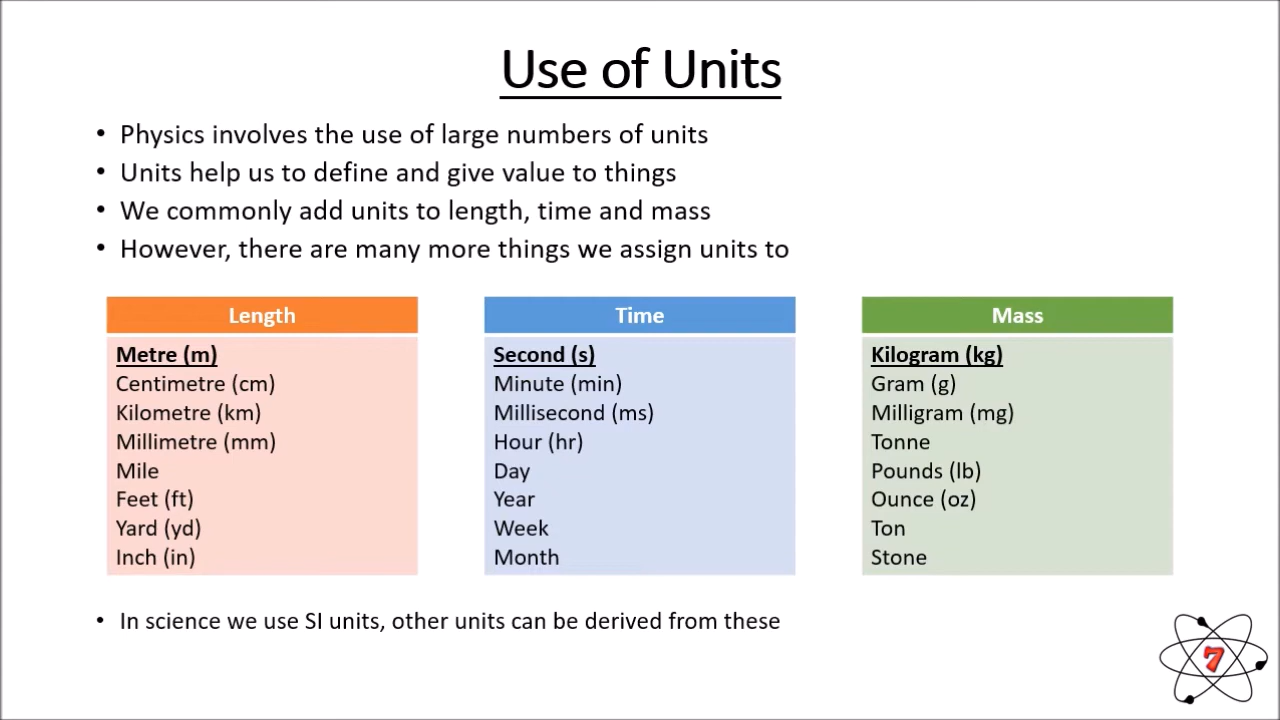 Use of Units
• Physics involves the use of large numbers of units
• Units help us to define and give value to things
• We commonly add units to length, time and mass
• However, there are many more things we assign units to
Length
Metre (m)
Centimetre (cm)
Kilometre (km)
Millimetre (mm)
Mile
Feet (ft)
Yard (yd)
Inch (in)
Time
Second (s)
Minute (min)
Millisecond (ms)
Hour (hr)
Day
Year
Week
Month
Mass
Kilogram (kg)
Gram (g)
Milligram (mg)
Tonne
Pounds (lb)
Ounce (oz)
Ton
Stone
• In science we use SI units, other units can be derived from these
7